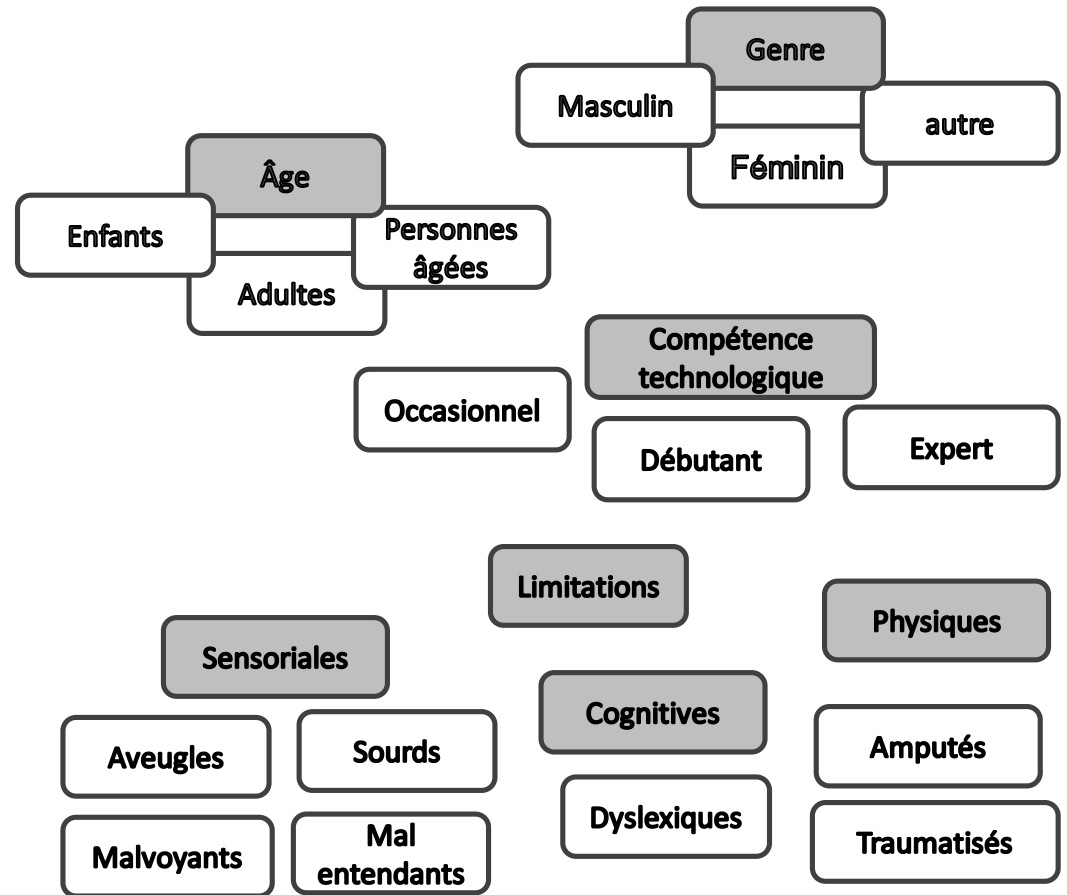 Genre
Masculin
autre
Féminin
Âge
Enfants
Personnes
âgées
Adultes
Compétence
technologique
Occasionnel
Débutant
Expert
Limitations
Sensoriales
Cognitives
Physiques
Aveugles
Sourds
Malvoyants
Mal
entendants
Dyslexiques
Amputés
Traumatisés